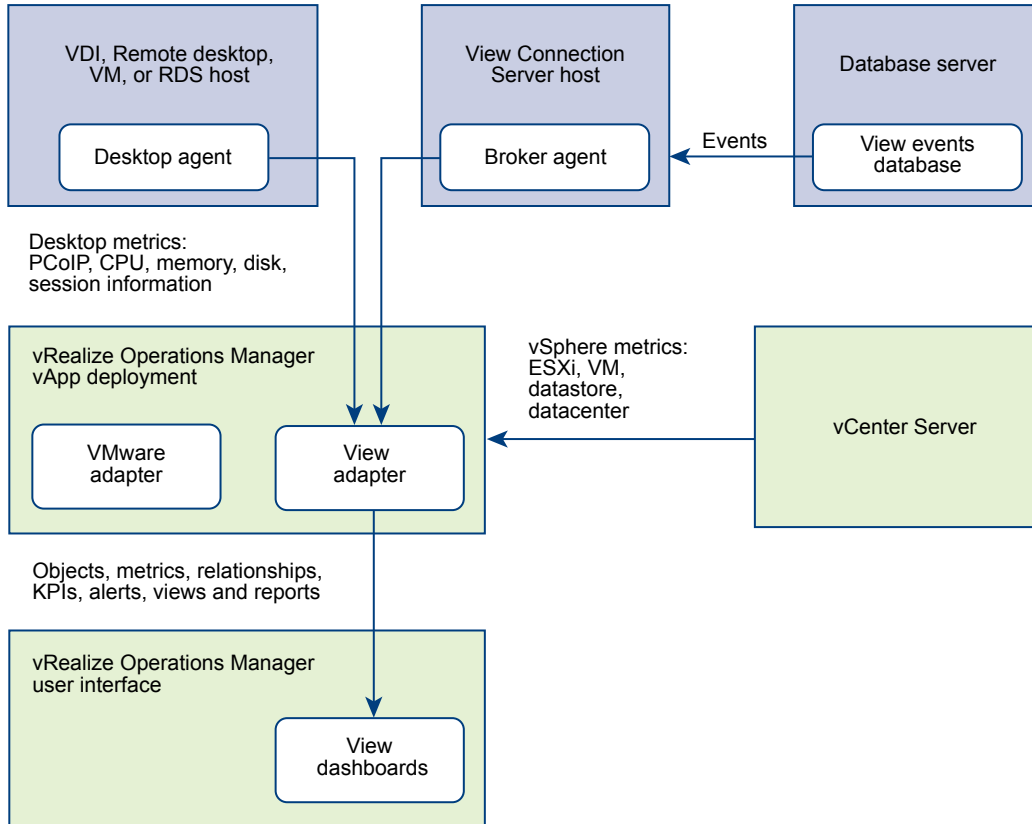 VDI, Remote desktop,
VM, or RDS host
Desktop agent
View Connection
Server host
Broker agent
Events
Database server
View events
database
Desktop metrics:
PCoIP, CPU, memory, disk,
session information
vRealize Operations Manager
vApp deployment
VMware
adapter
View
adapter
vSphere metrics:
ESXi, VM,
datastore,
datacenter
vCenter Server
Objects, metrics, relationships,
KPIs, alerts, views and reports
vRealize Operations Manager
user interface
View
dashboards